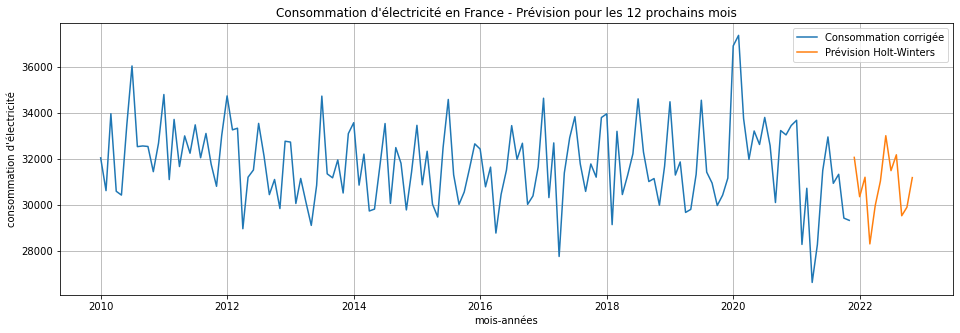 Consommation d'électricité en France - Prévision pour les 12 prochains mois
Consommation corrigée
Prévision Holt-Winters
consommation d'électricité
36000
34000
32000
30000
28000
2010
2012
2014
2016
2018
2020
2022
mois-années